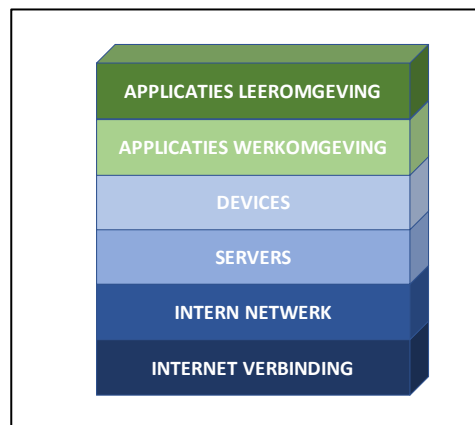 APPLICATIES LEEROMGEVING
APPLICATIES WERKOMGEVING
DEVICES
SERVERS
INTERN NETWERK
INTERNET VERBINDING